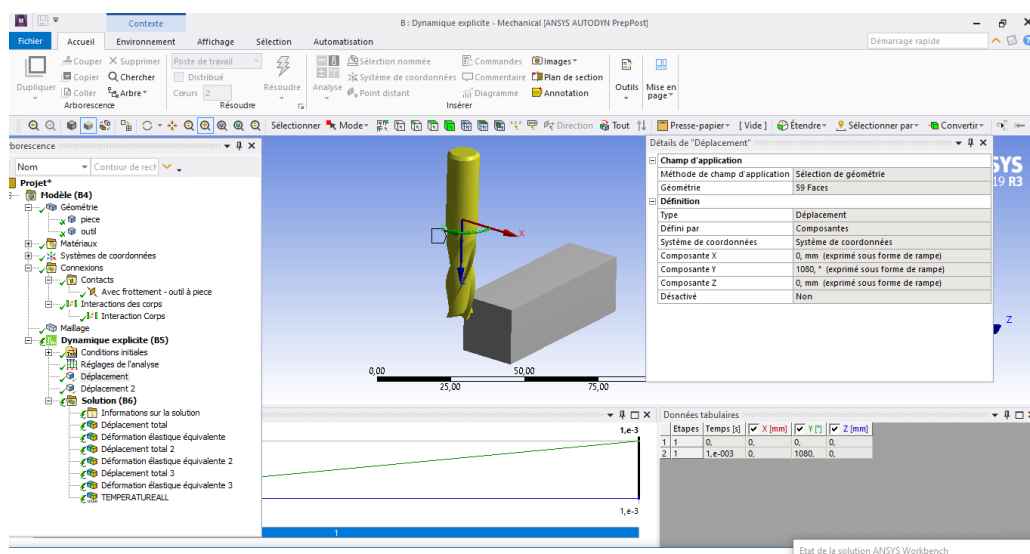 Contexte
B : Dynamique explicite - Mechanical [ANSYS AUTODYN PrepPost]
Fichier Accueil Environnement Affichage Sélection Automatisation Démarrage rapide
Dupliquer
Couper
Copier
Coller
Supprimer
Chercher
Arbre
Arborescence
Poste de travail
Distribué
Cœurs 2
Résoudre
Résoudre
Analyse
Sélection nommée
Système de coordonnées
Point distant
Commandes
Commentaire
Diagramme
Images
Plan de section
Annotation
Insérer
Outils
Mise en page
Sélectionner Mode Direction Tout Presse-papier [ Vide ] Étendre Sélectionner par Convertir
borescence
Nom Contour de recl
Projet*
Modèle (B4)
Géométrie
piece
outil
Matériaux
Systèmes de coordonnées
Connexions
Contacts
Avec frottement - outil à piece
Interactions des corps
Interaction Corps
Maillage
Dynamique explicite (B5)
Conditions initiales
Réglages de l'analyse
Déplacement
Déplacement 2
Solution (B6)
Informations sur la solution
Déplacement total
Déformation élastique équivalente
Déplacement total 2
Déformation élastique équivalente 2
Déplacement total 3
Déformation élastique équivalente 3
TEMPERATUREALL
X
Z
0,00 50,00
25,00 75,00
Détails de "Déplacement"
Champ d'application
Méthode de champ d'application Sélection de géométrie
Géométrie 59 Faces
Définition
Type Déplacement
Défini par Composantes
Système de coordonnées Système de coordonnées
Composante X 0, mm (exprimé sous forme de rampe)
Composante Y 1080, ° (exprimé sous forme de rampe)
Composante Z 0, mm (exprimé sous forme de rampe)
Désactivé Non
SYS
19 R3
Z
1,e-3
1,e-3
1
Données tabulaires
Etapes Temps [s] X [mm] Y [°] Z [mm]
1 1 0, 0, 0, 0,
2 1 1,e-003 0, 1080, 0,
Etat de la solution ANSYS Workbench